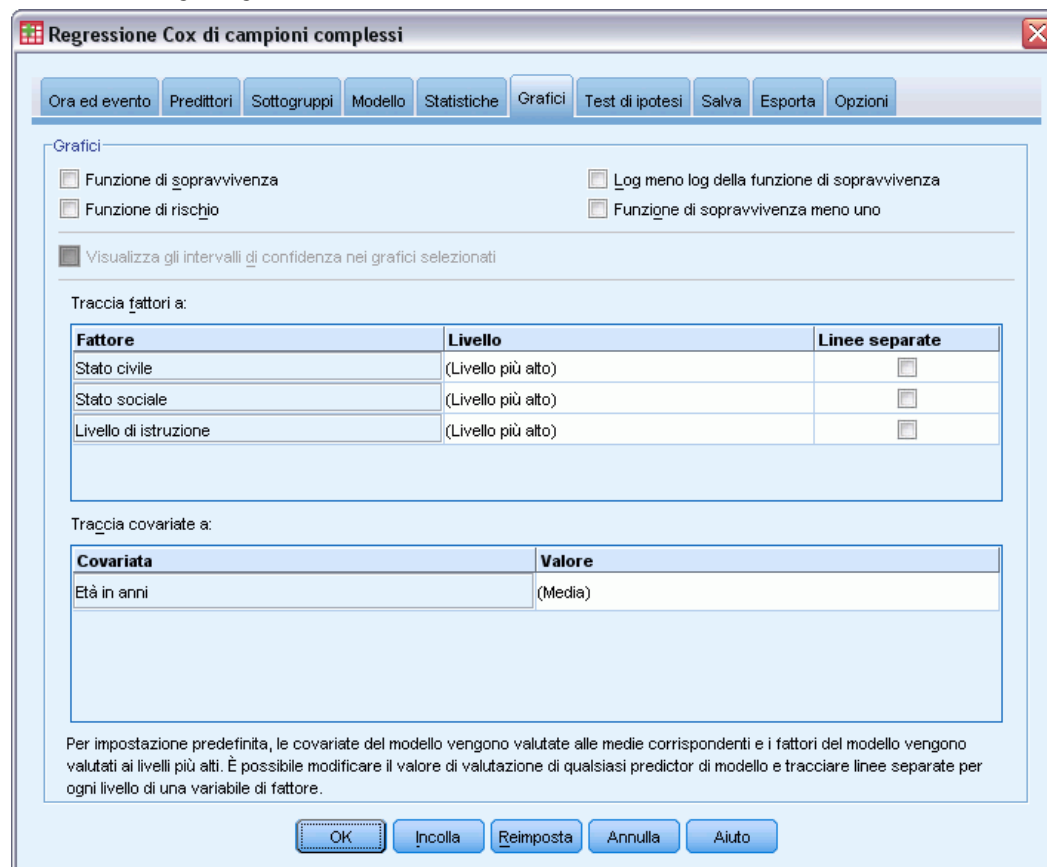 Regressione Cox di campioni complessi
Ora ed evento Predittori Sottogruppi Modello Statistiche Grafici Test di ipotesi Salva Esporta Opzioni
Grafici
Funzione di sopravvivenza Log meno log della funzione di sopravvivenza
Funzione di rischio Funzione di sopravvivenza meno uno
Visualizza gli intervalli di confidenza nei grafici selezionati
Traccia fattori a:
Fattore Livello Linee separate
Stato civile (Livello più alto)
Stato sociale (Livello più alto)
Livello di istruzione (Livello più alto)
Traccia covariate a:
Covariata Valore
Età in anni (Media)
Per impostazione predefinita, le covariate del modello vengono valutate alle medie corrispondenti e i fattori del modello vengono
valutati ai livelli più alti. È possibile modificare il valore di valutazione di qualsiasi predictor di modello e tracciare linee separate per
ogni livello di una variabile di fattore.
OK Incolla Reimposta Annulla Aiuto